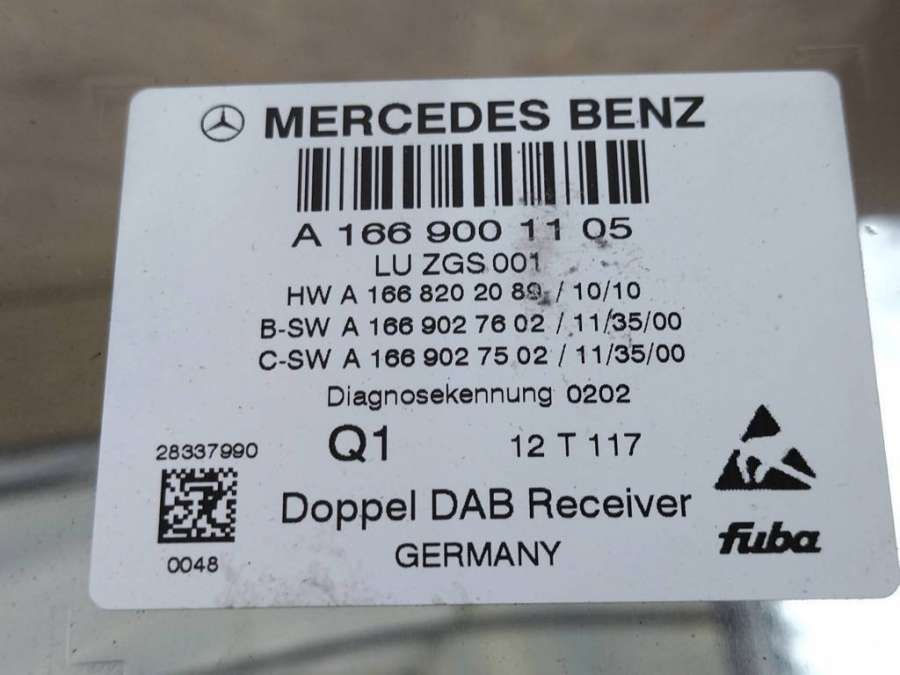 MERCEDES BENZ
A 166 900 11 05
LU ZGS 001
HW A 166 820 20 89 / 10/10
B-SW A 166 902 76 02 / 11/35/00
C-SW A 166 902 75 02 / 11/35/00
Diagnosekennung 0202
28337990 Q1 12 T 117
Doppel DAB Receiver
fuba
0048 GERMANY